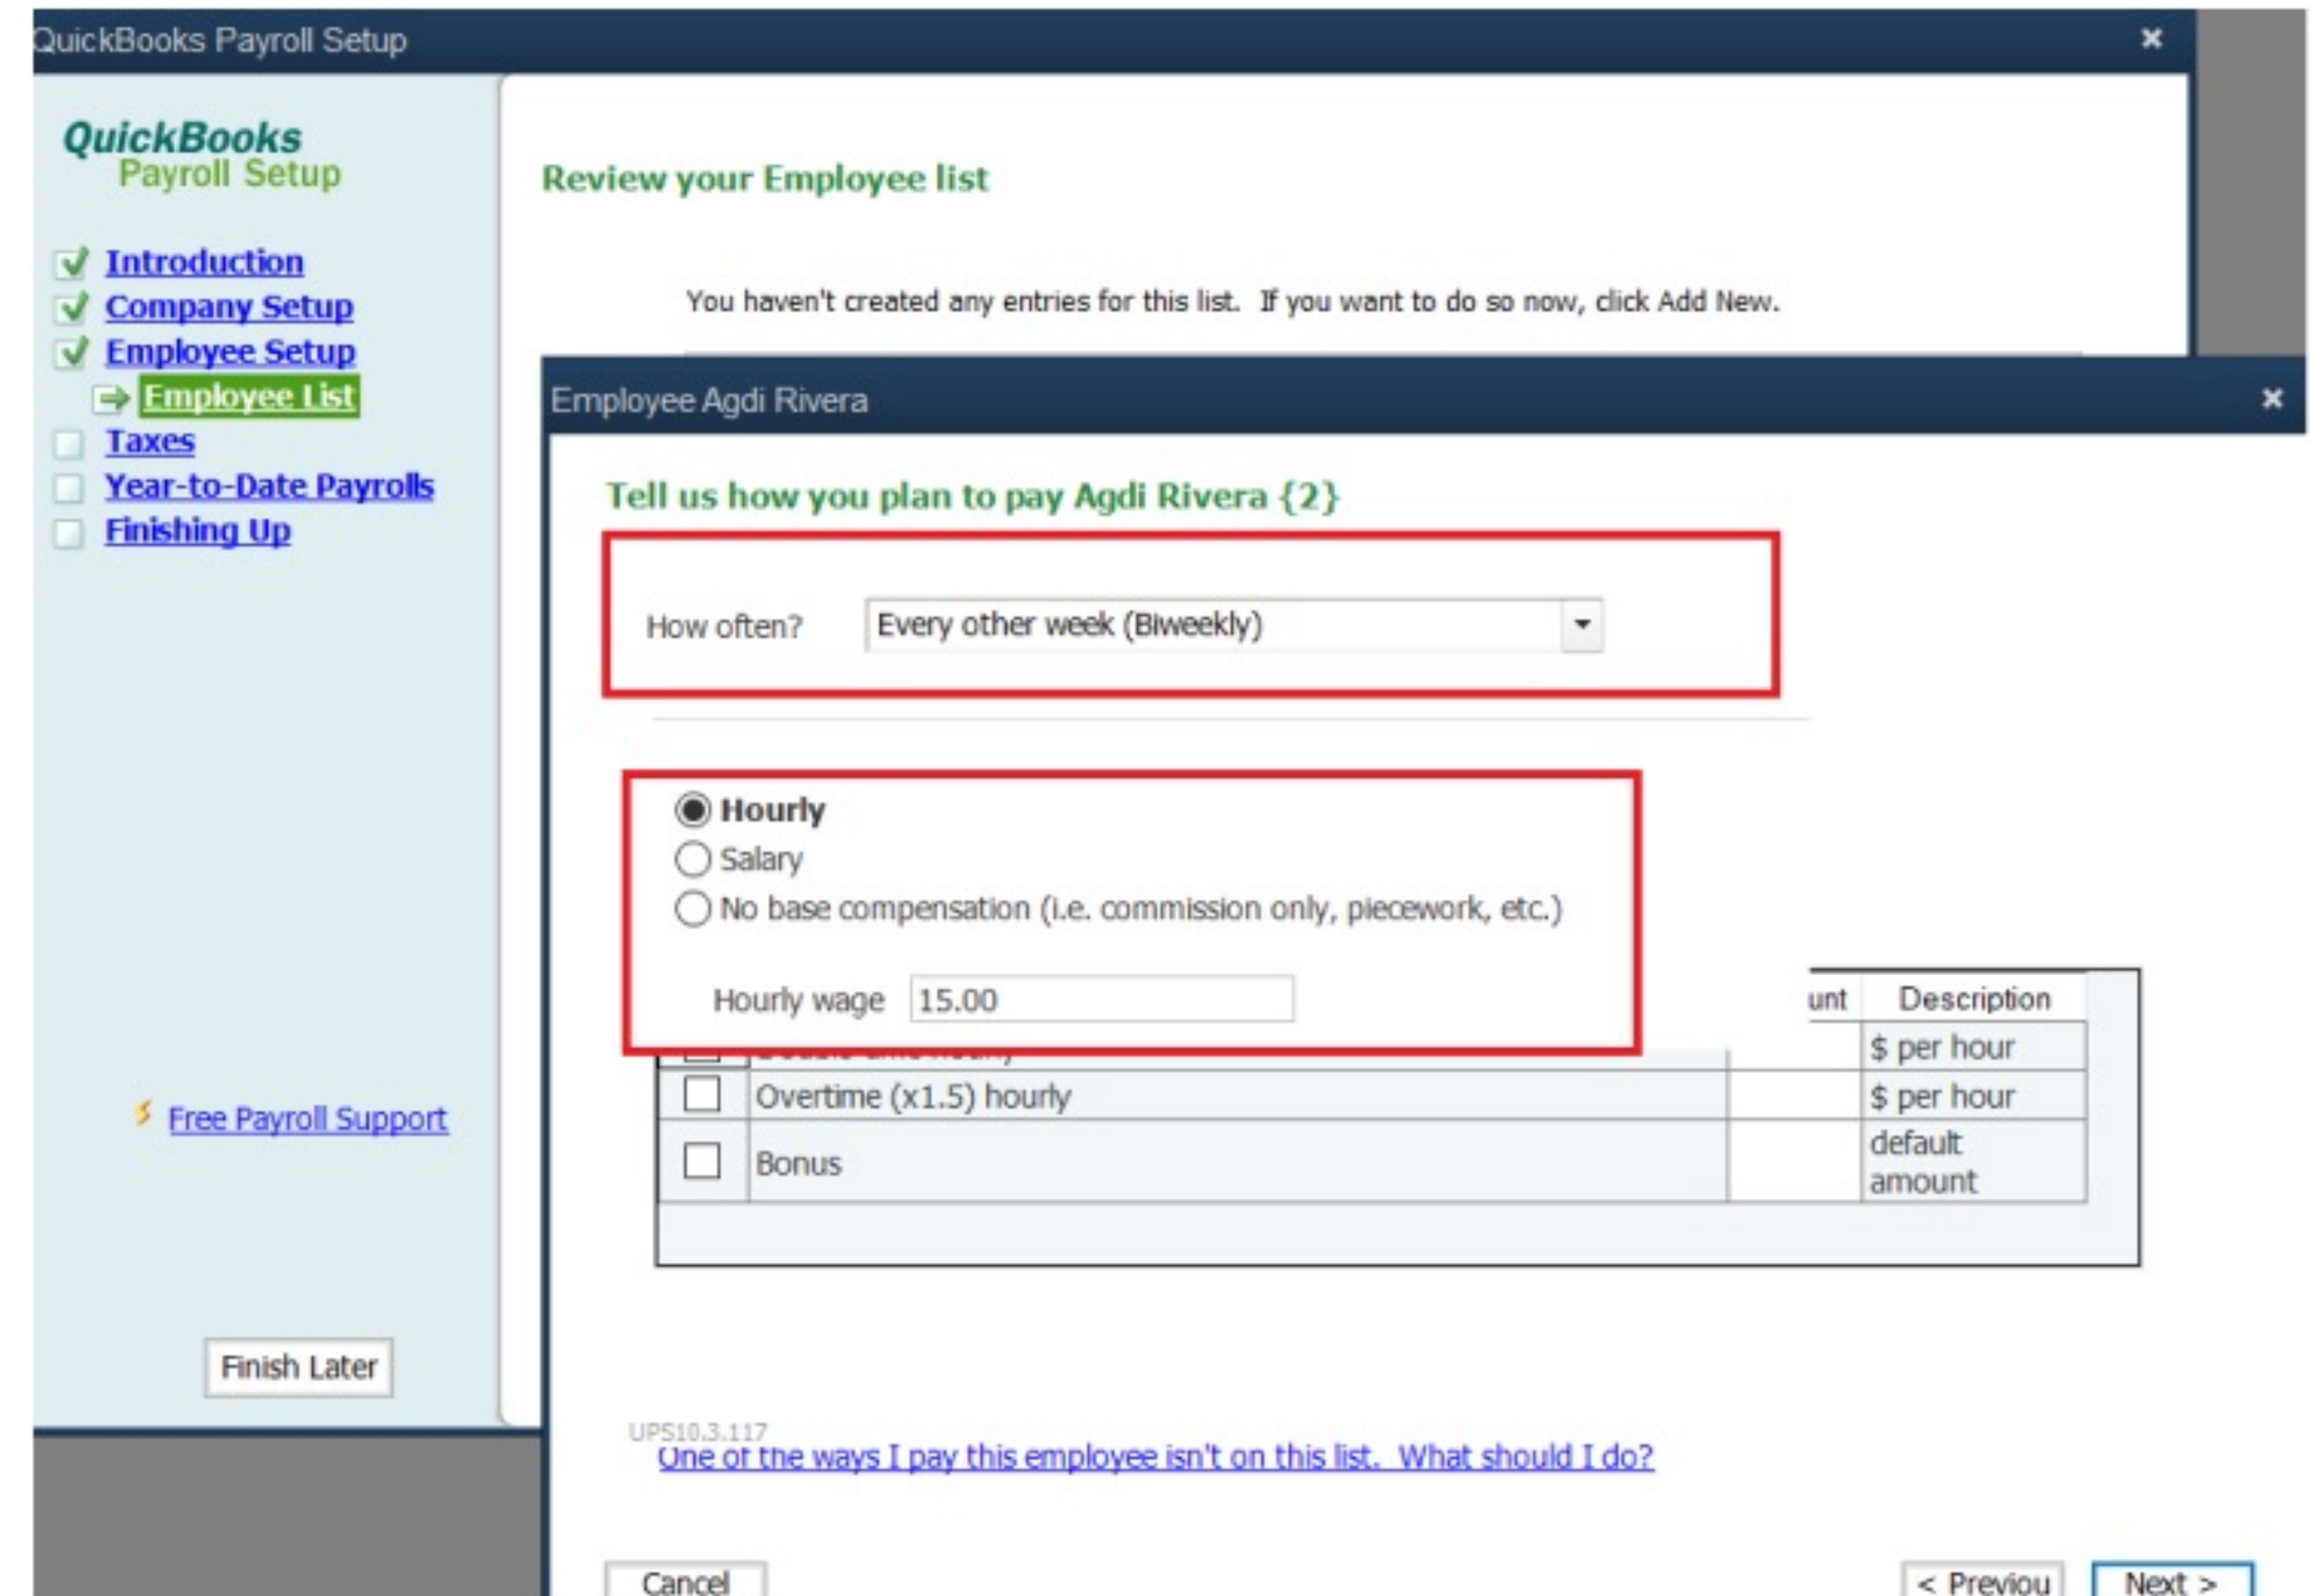 QuickBooks Payroll Setup
QuickBooks
Payroll Setup
Introduction
Company Setup
Employee Setup
Employee List
Taxes
Year-to-Date Payrolls
Finishing Up
Free Payroll Support
Finish Later
Review your Employee list
You haven't created any entries for this list. If you want to do so now, click Add New.
Employee Agdi Rivera
Tell us how you plan to pay Agdi Rivera {2}
How often? Every other week (Biweekly)
Hourly
Salary
No base compensation (i.e. commission only, piecework, etc.)
Hourly wage 15.00
unt Description
$ per hour
Overtime (x1.5) hourly $ per hour
Bonus default
amount
UPS10.3.117
One of the ways I pay this employee isn't on this list. What should I do?
Cancel < Previou Next >